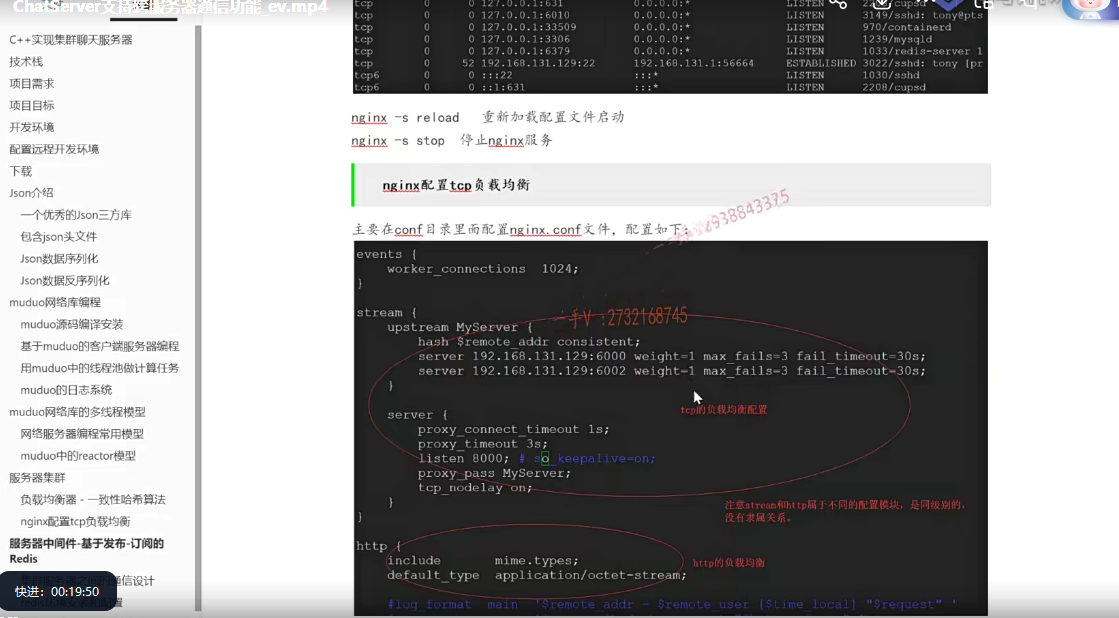 ChatServer支持跨服务器通信功能_ev.mp4
C++实现集群聊天服务器
技术栈
项目需求
项目目标
开发环境
配置远程开发环境
下载
Json介绍
一个优秀的Json三方库
包含json头文件
Json数据序列化
Json数据反序列化
muduo网络库编程
muduo源码编译安装
基于muduo的客户端服务器编程
用muduo中的线程池做计算任务
muduo的日志系统
muduo网络库的多线程模型
网络服务器编程常用模型
muduo中的reactor模型
服务器集群
负载均衡器 - 一致性哈希算法
nginx配置tcp负载均衡
服务器中间件-基于发布-订阅的
Redis
快进：00:19:50
tcp 0 0 127.0.0.1:631 0.0.0.0:* LISTEN
tcp 0 0 127.0.0.1:6010 0.0.0.0:* LISTEN 3149/sshd: tony@pts
tcp 0 0 127.0.0.1:33509 0.0.0.0:* LISTEN 970/containerd
tcp 0 0 127.0.0.1:3306 0.0.0.0:* LISTEN 1239/mysqld
tcp 0 0 127.0.0.1:6379 0.0.0.0:* LISTEN 1033/redis-server 1
tcp 0 52 192.168.131.129:22 192.168.131.1:56664 ESTABLISHED 3022/sshd: tony [pr
tcp6 0 0 :::22 :::* LISTEN 1030/sshd
tcp6 0 0 ::1:631 :::* LISTEN 2208/cupsd
nginx -s reload 重新加载配置文件启动
nginx -s stop 停止nginx服务
nginx配置tcp负载均衡
主要在conf目录里面配置nginx.conf文件，配置如下：
events {
worker_connections 1024;
}
stream {
upstream MyServer {
hash $remote_addr consistent;
server 192.168.131.129:6000 weight=1 max_fails=3 fail_timeout=30s;
server 192.168.131.129:6002 weight=1 max_fails=3 fail_timeout=30s;
}
tcp的负载均衡配置
server {
proxy_connect_timeout 1s;
proxy_timeout 3s;
listen 8000; # so_keepalive=on;
proxy_pass MyServer;
tcp_nodelay on;
}
}
注意stream和http属于不同的配置模块，是同级别的，
没有隶属关系。
http {
include mime.types;
default_type application/octet-stream;
http的负载均衡
#log_format main '$remote_addr - $remote_user [$time_local] "$request" '
2938843375
一手V :2732168745